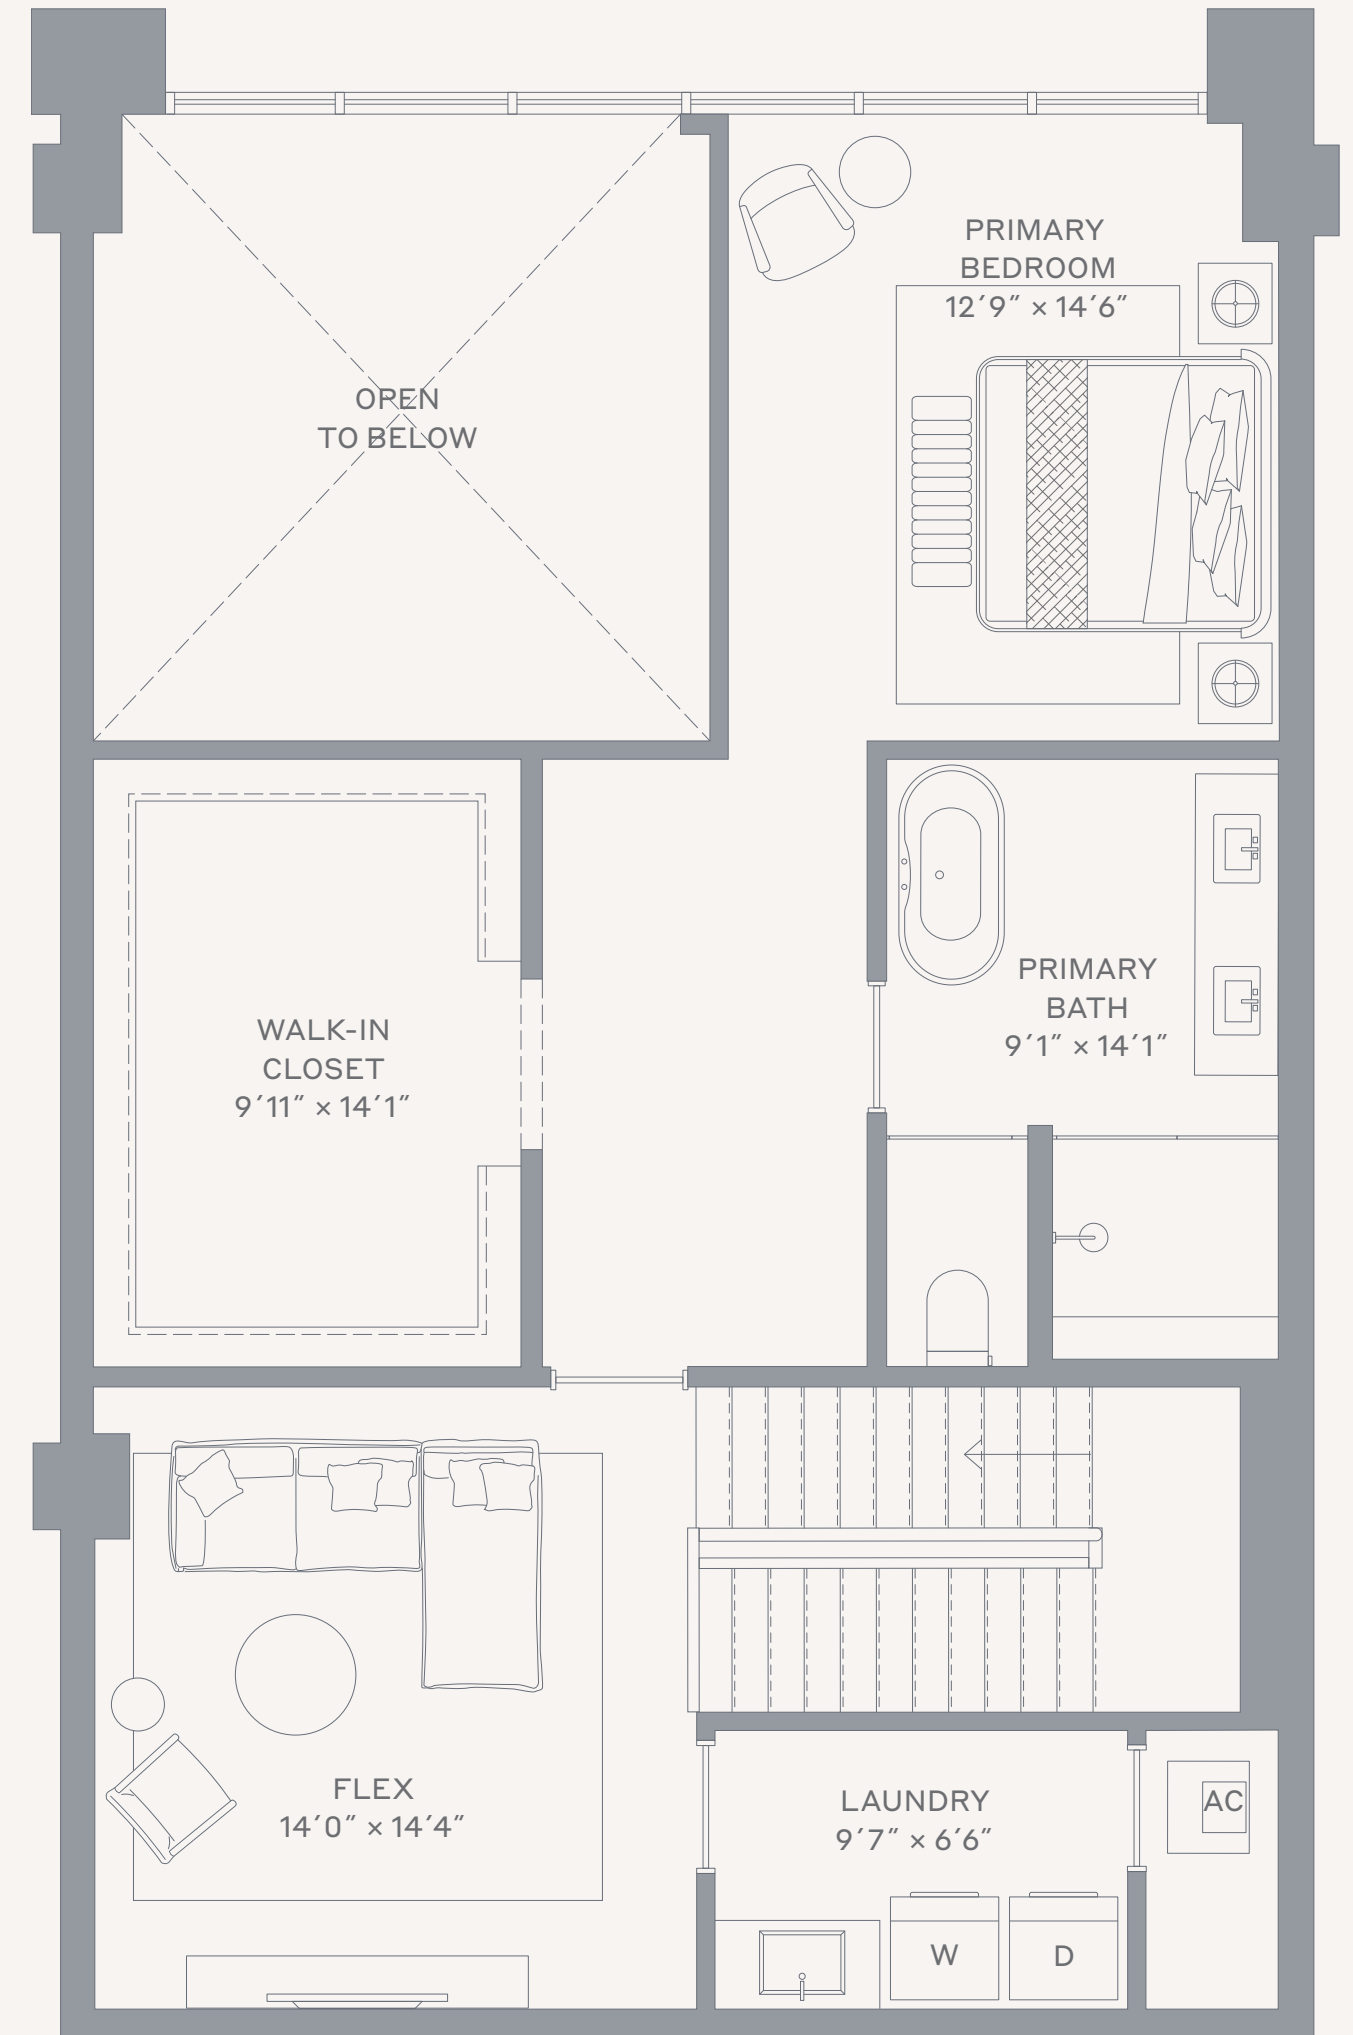 PRIMARY
BEDROOM
12′9″ × 14′6″
OPEN
TO BELOW
PRIMARY
BATH
9′1″ × 14′1″
WALK-IN
CLOSET
9′11″ × 14′1″
FLEX
14′0″ × 14′4″
LAUNDRY
9′7″ × 6′6″
AC
W
D